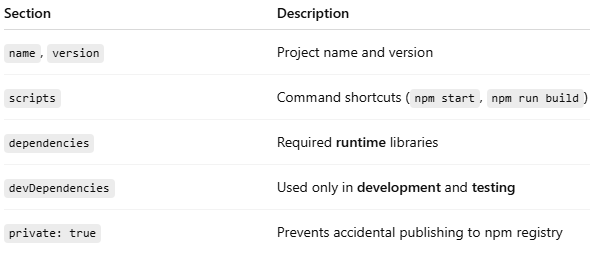 Section Description
name, version Project name and version
scripts Command shortcuts (npm start, npm run build)
dependencies Required runtime libraries
devDependencies Used only in development and testing
private: true Prevents accidental publishing to npm registry